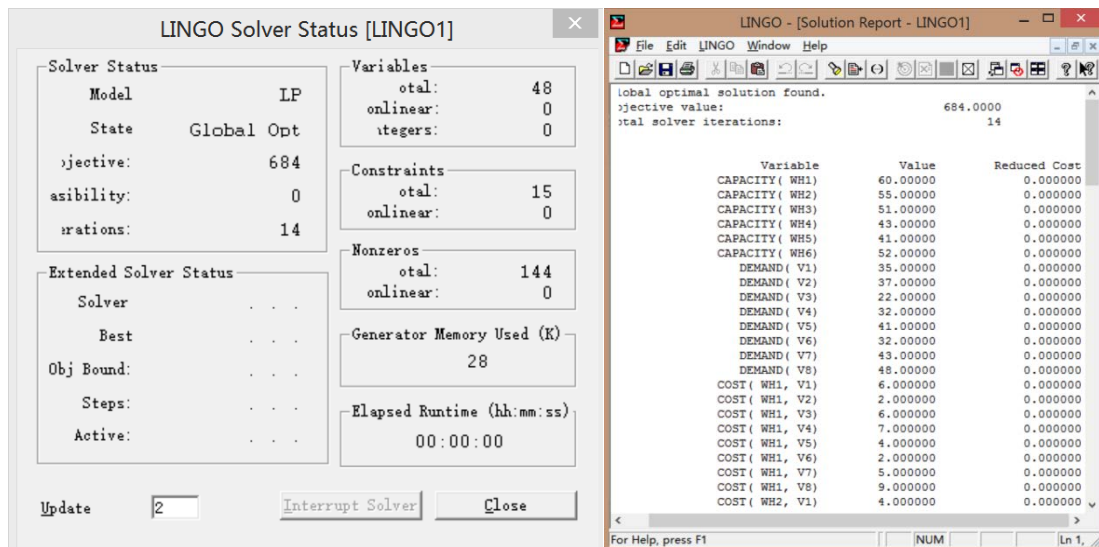 LINGO Solver Status [LINGO1]
Solver Status
Model LP
State Global Opt
ojective: 684
asibility: 0
erations: 14
Extended Solver Status
Solver . . .
Best . . .
Obj Bound: . . .
Steps: . . .
Active: . . .
Variables
otal: 48
onlinear: 0
ntegers: 0
Constraints
otal: 15
onlinear: 0
Nonzeros
otal: 144
onlinear: 0
Generator Memory Used (K)
28
Elapsed Runtime (hh:mm:ss)
00:00:00
Update 2 Interrupt Solver Close
LINGO - [Solution Report - LINGO1]
File Edit LINGO Window Help
lobal optimal solution found.
ojective value: 684.0000
otal solver iterations: 14
Variable Value Reduced Cost
CAPACITY( WH1) 60.00000 0.000000
CAPACITY( WH2) 55.00000 0.000000
CAPACITY( WH3) 51.00000 0.000000
CAPACITY( WH4) 43.00000 0.000000
CAPACITY( WH5) 41.00000 0.000000
CAPACITY( WH6) 52.00000 0.000000
DEMAND( V1) 35.00000 0.000000
DEMAND( V2) 37.00000 0.000000
DEMAND( V3) 22.00000 0.000000
DEMAND( V4) 32.00000 0.000000
DEMAND( V5) 41.00000 0.000000
DEMAND( V6) 32.00000 0.000000
DEMAND( V7) 43.00000 0.000000
DEMAND( V8) 48.00000 0.000000
COST( WH1, V1) 6.000000 0.000000
COST( WH1, V2) 2.000000 0.000000
COST( WH1, V3) 6.000000 0.000000
COST( WH1, V4) 7.000000 0.000000
COST( WH1, V5) 4.000000 0.000000
COST( WH1, V6) 2.000000 0.000000
COST( WH1, V7) 5.000000 0.000000
COST( WH1, V8) 9.000000 0.000000
COST( WH2, V1) 4.000000 0.000000
For Help, press F1 NUM Ln 1,